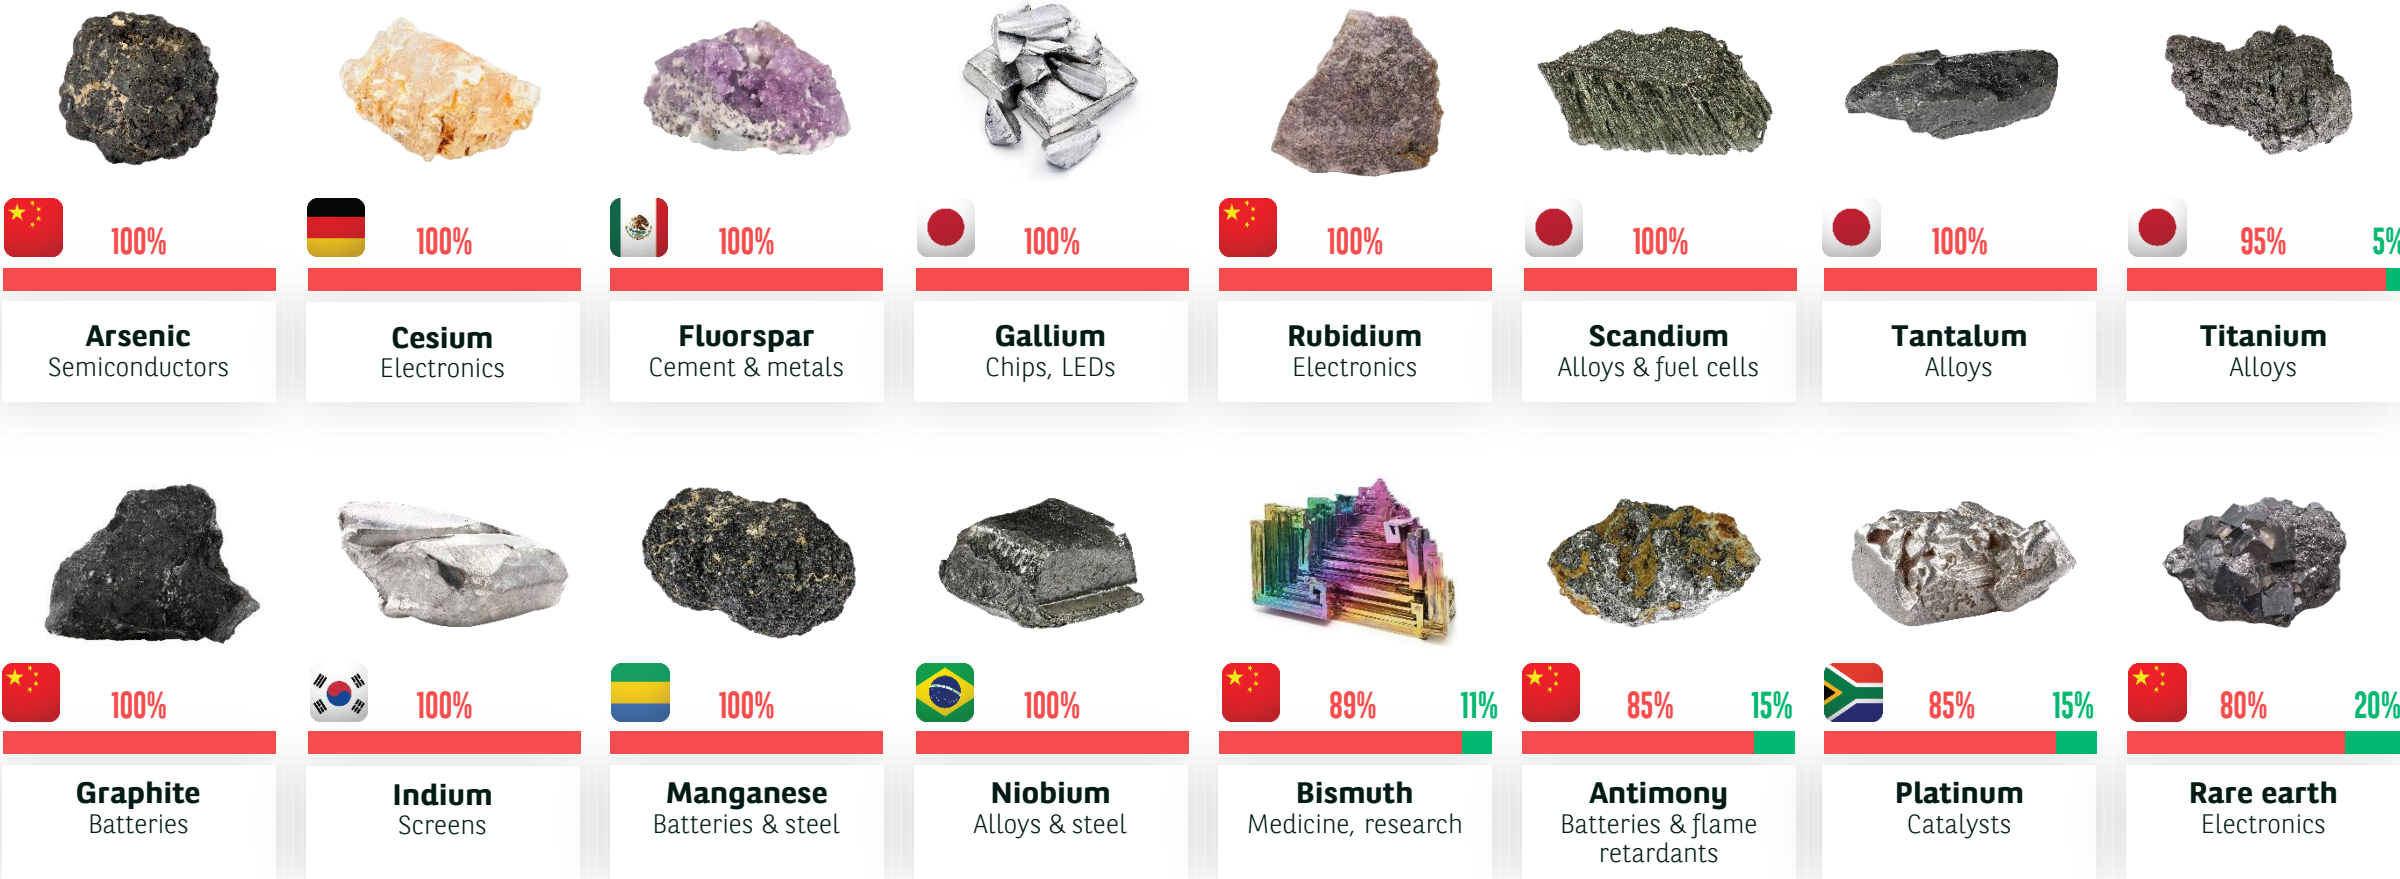 100%
100%
100%
100%
100%
100%
100%
95% 5%
Arsenic
Semiconductors
Cesium
Electronics
Fluorspar
Cement & metals
Gallium
Chips, LEDs
Rubidium
Electronics
Scandium
Alloys & fuel cells
Tantalum
Alloys
Titanium
Alloys
100%
100%
100%
100%
89% 11%
85% 15%
85% 15%
80% 20%
Graphite
Batteries
Indium
Screens
Manganese
Batteries & steel
Niobium
Alloys & steel
Bismuth
Medicine, research
Antimony
Batteries & flame
retardants
Platinum
Catalysts
Rare earth
Electronics